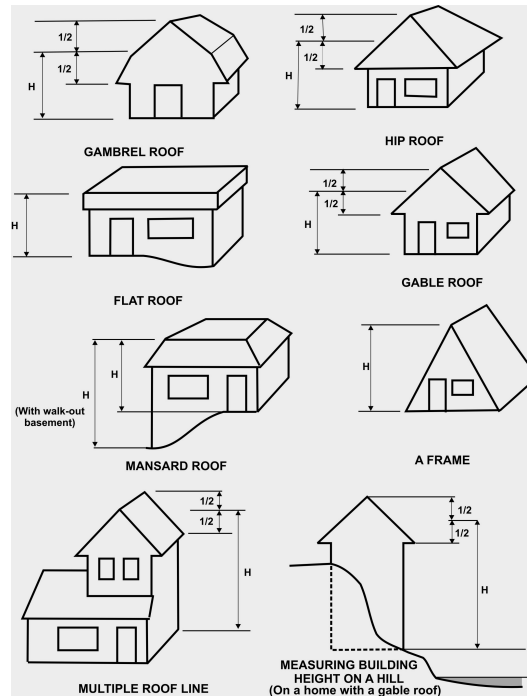 1/2
1/2
H
GAMBREL ROOF
1/2
1/2
H
HIP ROOF
H
FLAT ROOF
1/2
1/2
H
GABLE ROOF
H
H
(With walk-out
basement)
MANSARD ROOF
H
A FRAME
1/2
1/2
H
MULTIPLE ROOF LINE
1/2
1/2
H
MEASURING BUILDING
HEIGHT ON A HILL
(On a home with a gable roof)